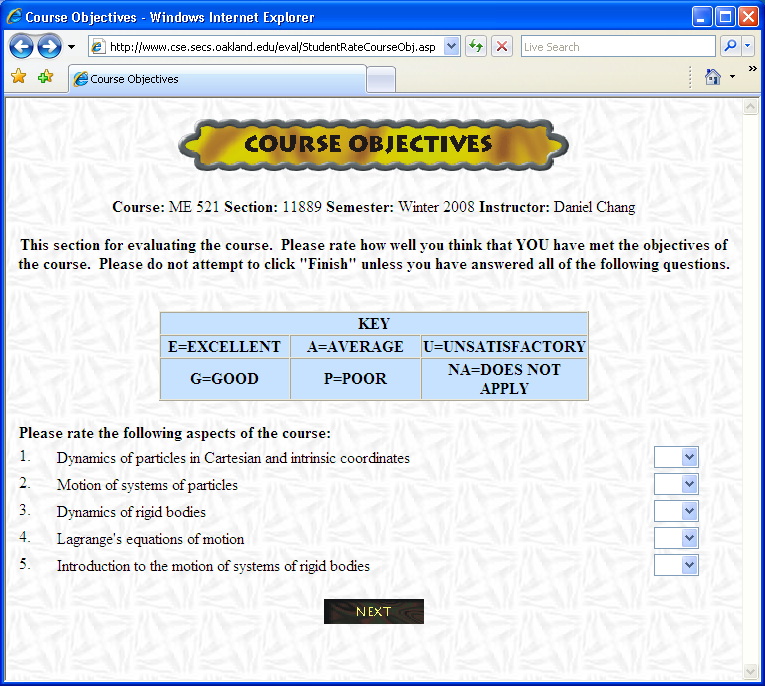 Course Objectives - Windows Internet Explorer
http://www.cse.secs.oakland.edu/eval/StudentRateCourseObj.asp
Live Search
Course Objectives
COURSE OBJECTIVES
Course: ME 521 Section: 11889 Semester: Winter 2008 Instructor: Daniel Chang
This section for evaluating the course. Please rate how well you think that YOU have met the objectives of
the course. Please do not attempt to click "Finish" unless you have answered all of the following questions.
KEY
E=EXCELLENT A=AVERAGE U=UNSATISFACTORY
G=GOOD P=POOR NA=DOES NOT
APPLY
Please rate the following aspects of the course:
1. Dynamics of particles in Cartesian and intrinsic coordinates
2. Motion of systems of particles
3. Dynamics of rigid bodies
4. Lagrange's equations of motion
5. Introduction to the motion of systems of rigid bodies
NEXT